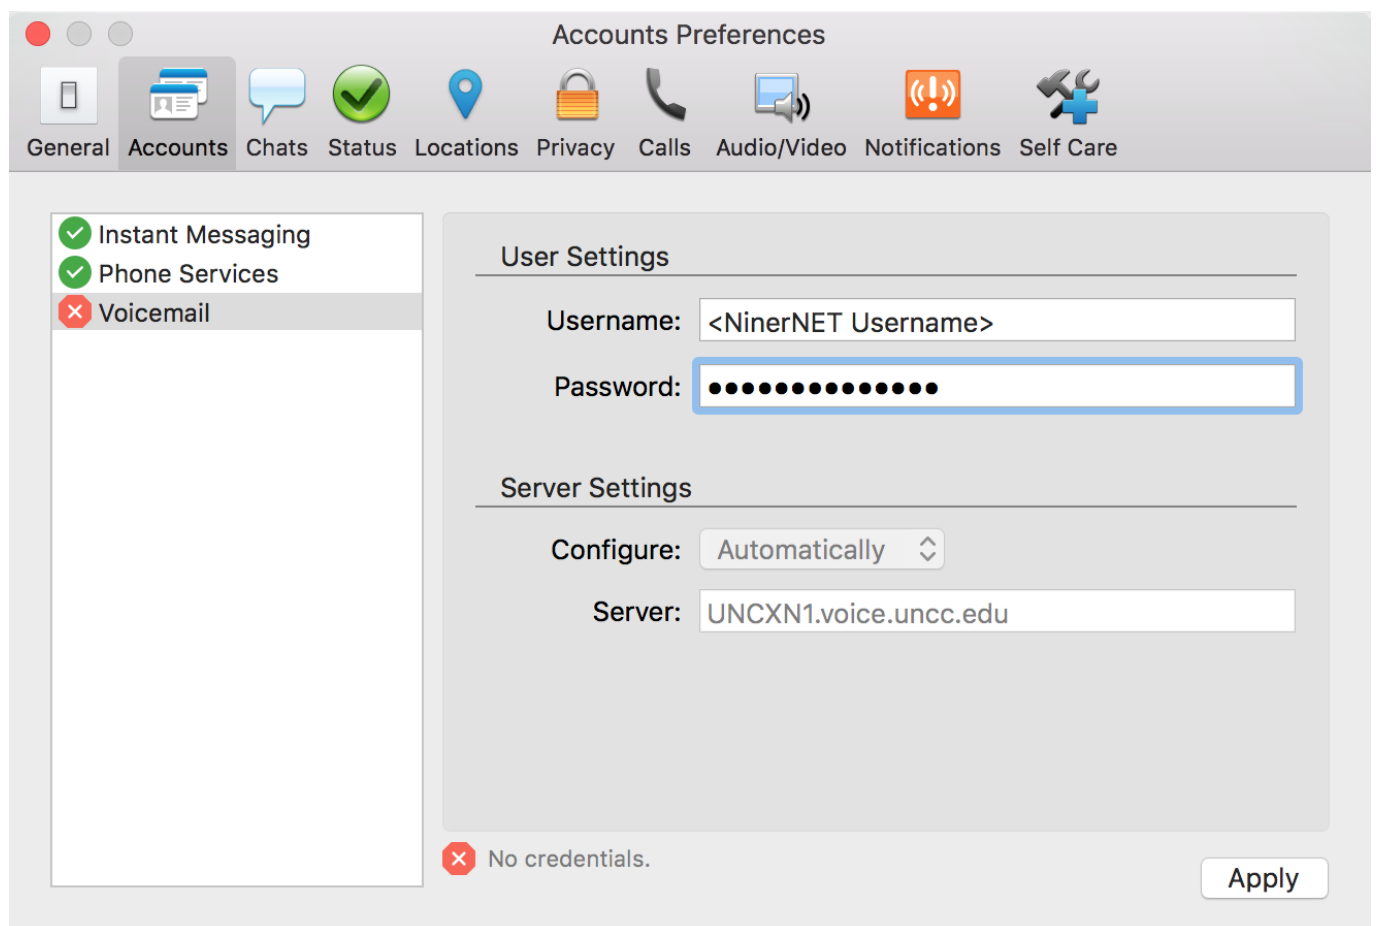 Accounts Preferences
General Accounts Chats Status Locations Privacy Calls Audio/Video Notifications Self Care
Instant Messaging
Phone Services
Voicemail
User Settings
Username: <NinerNET Username>
Password: ••••••••••••••
Server Settings
Configure: Automatically
Server: UNCXN1.voice.uncc.edu
No credentials.
Apply